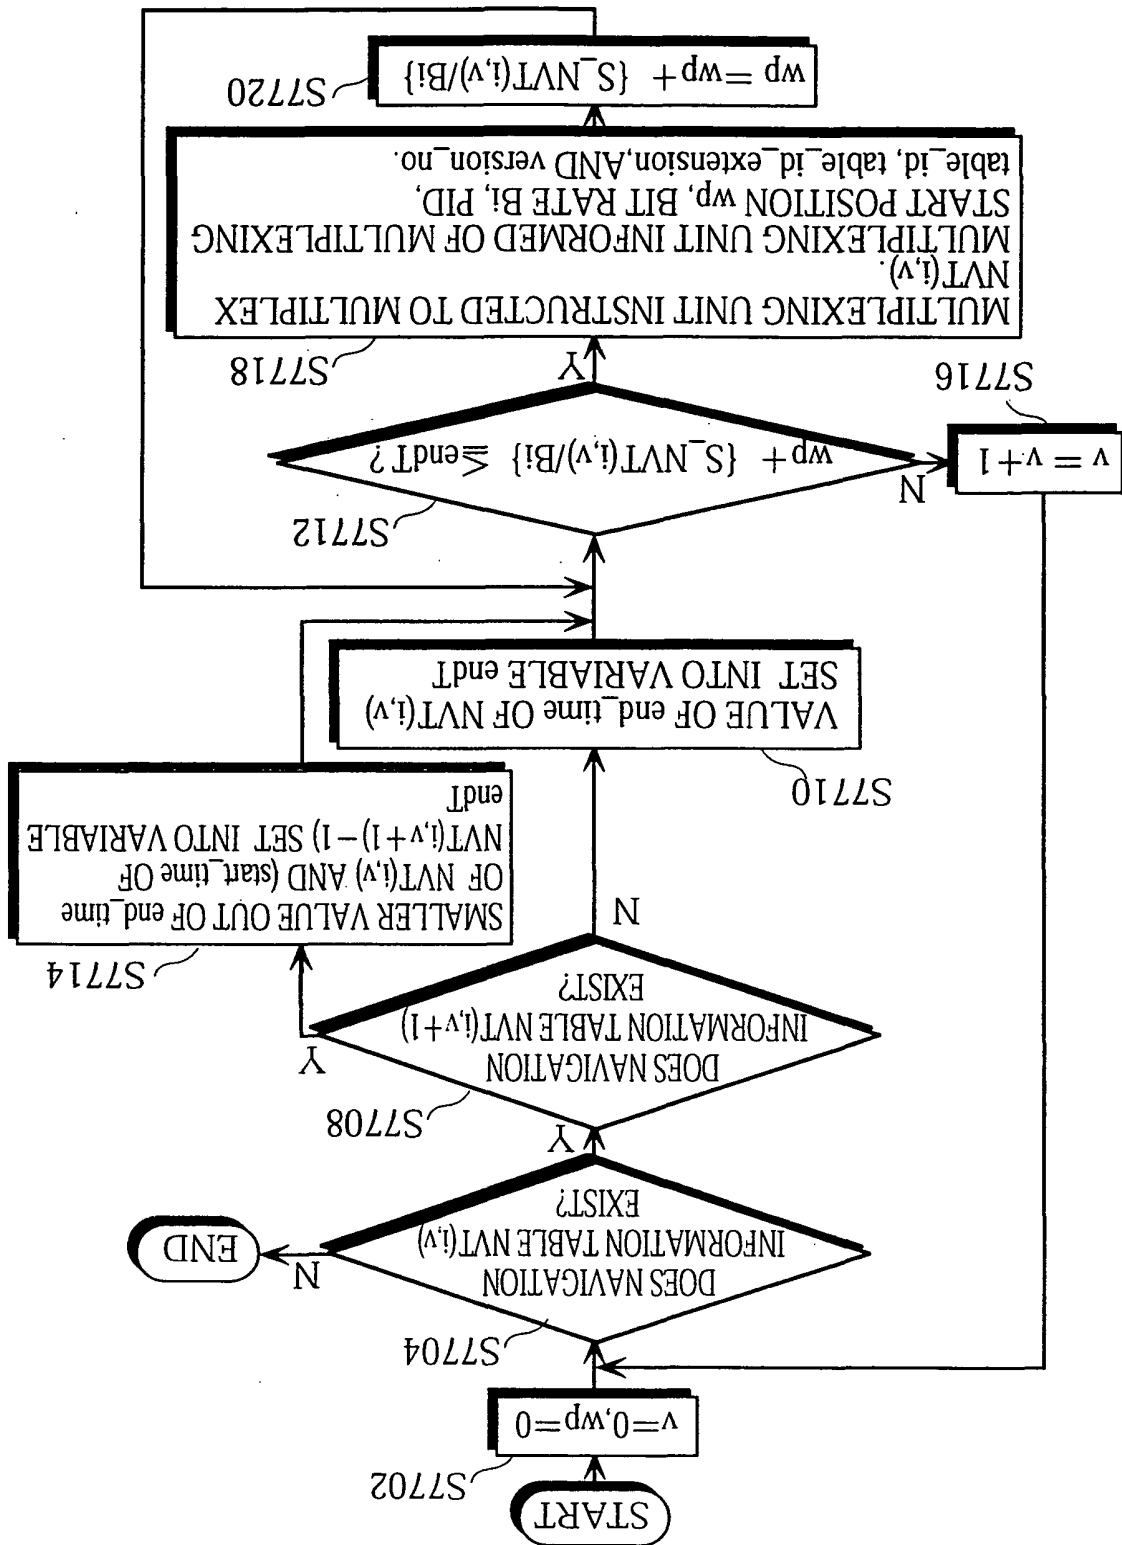 START
S7702
v=0,wp=0
S7704
DOES NAVIGATION
INFORMATION TABLE NVT(i,v)
EXIST?
N
END
Y
S7708
DOES NAVIGATION
INFORMATION TABLE NVT(i,v+1)
EXIST?
Y
N
S7714
SMALLER VALUE OUT OF end_time
OF NVT(i,v) AND (start_time OF
NVT(i,v+1)-1) SET INTO VARIABLE
endT
S7710
VALUE OF end_time OF NVT(i,v)
SET INTO VARIABLE endT
S7712
wp+ {S_NVT(i,v)/Bi} ≦endT?
N
S7716
v=v+1
Y
S7718
MULTIPLEXING UNIT INSTRUCTED TO MULTIPLEX
NVT(i,v).
MULTIPLEXING UNIT INFORMED OF MULTIPLEXING
START POSITION wp, BIT RATE Bi, PID,
table_id, table_id_extension,AND version_no.
S7720
wp=wp+ {S_NVT(i,v)/Bi}